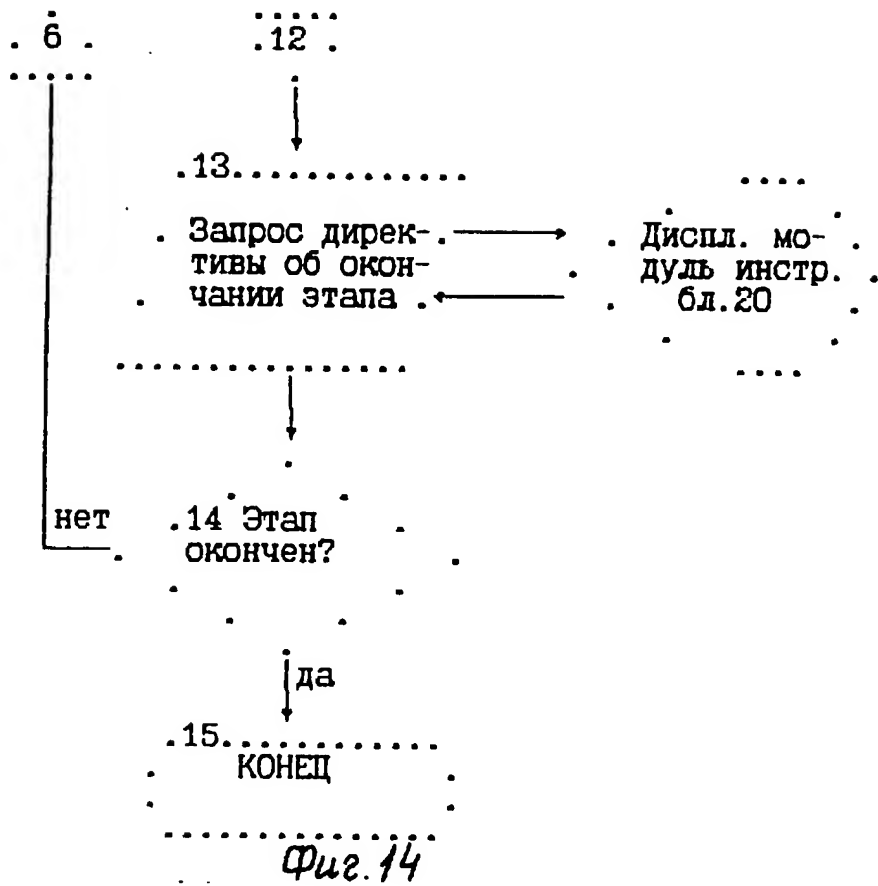 6
12
13
Запрос дирек-
тивы об окон-
чании этапа
Диспл. мо-
дуль инстр.
бл.20
нет
14 Этап
окончен?
да
15
КОНЕЦ
Фиг.14